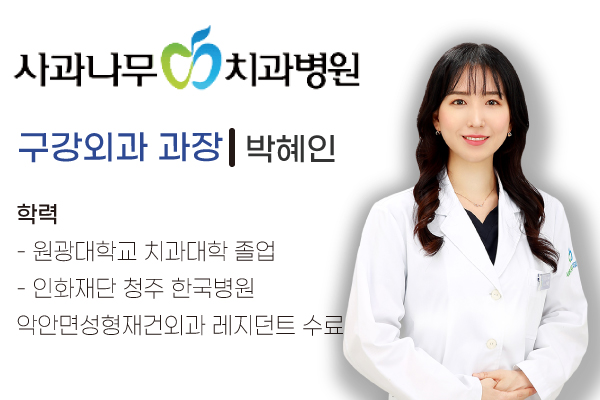 사과나무 치과병원
구강외과 과장 | 박혜인
학력
- 원광대학교 치과대학 졸업
- 인화재단 청주 한국병원
악안면성형재건외과 레지던트 수료